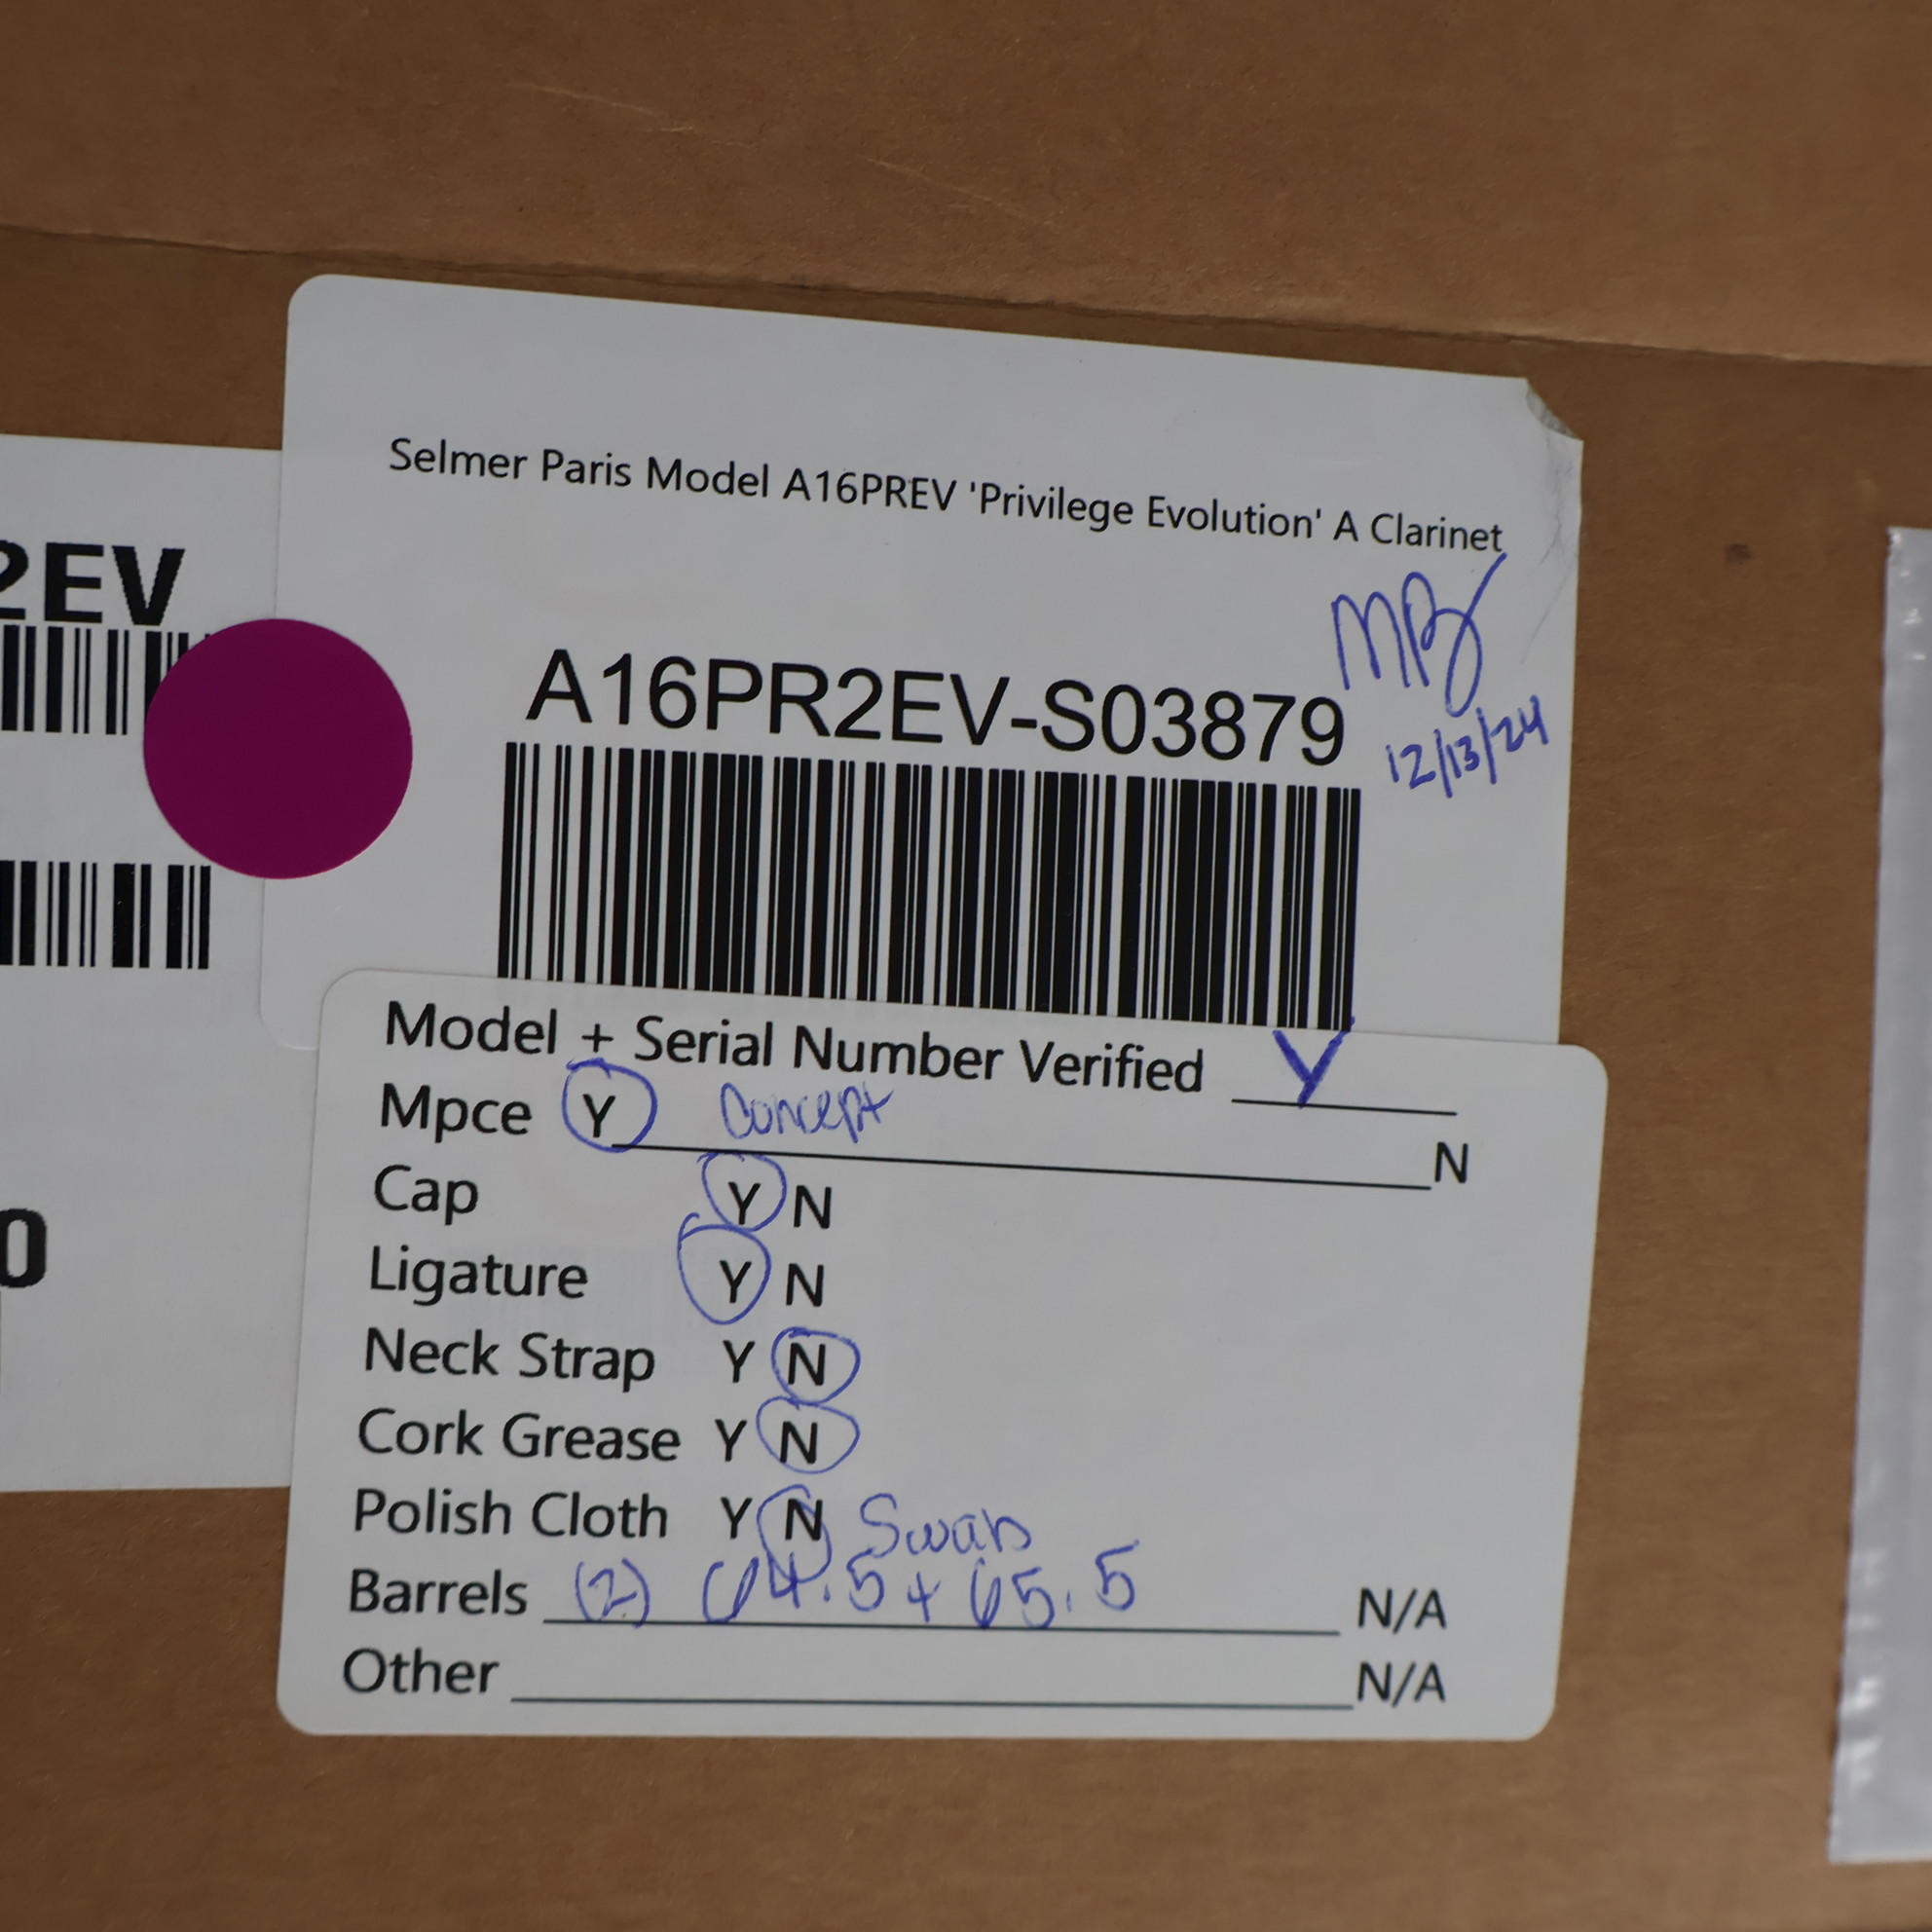 2EV
0
Selmer Paris Model A16PREV 'Privilege Evolution' A Clarinet
A16PR2EV-S03879
12/13/24
Model + Serial Number Verified Y
Mpce Y Concept N
Cap Y N
Ligature Y N
Neck Strap Y N
Cork Grease Y N
Polish Cloth Y N Swab
Barrels (2) 64.5 + 65.5 N/A
Other N/A